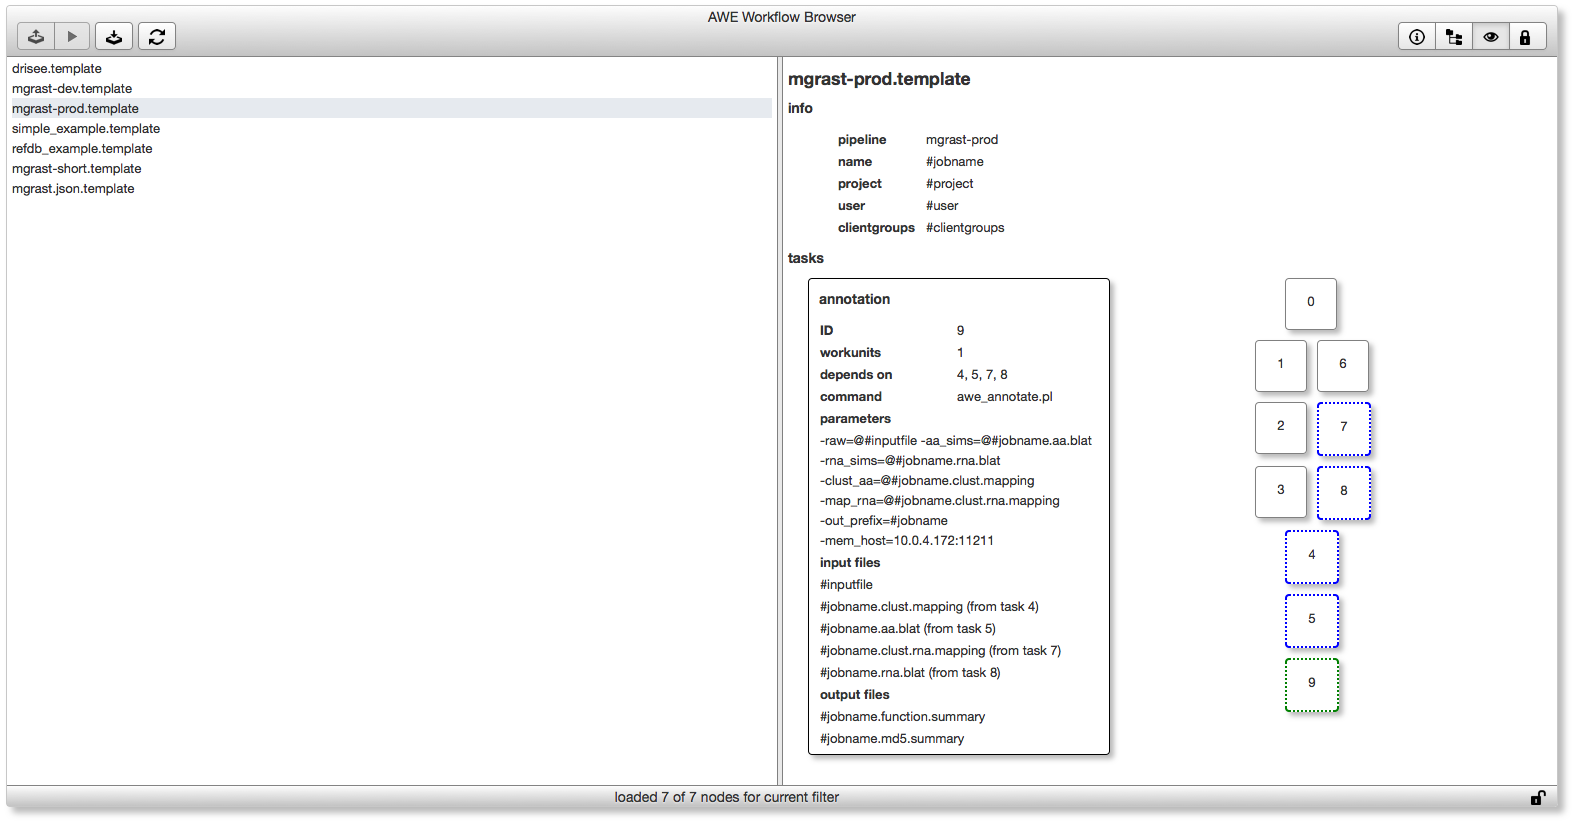 AWE Workflow Browser
drisee.template
mgrast-dev.template
mgrast-prod.template
simple_example.template
refdb_example.template
mgrast-short.template
mgrast.json.template
mgrast-prod.template
info
pipeline mgrast-prod
name #jobname
project #project
user #user
clientgroups #clientgroups
tasks
annotation
ID 9
workunits 1
depends on 4, 5, 7, 8
command awe_annotate.pl
parameters
-raw=@#inputfile -aa_sims=@#jobname.aa.blat
-rna_sims=@#jobname.rna.blat
-clust_aa=@#jobname.clust.mapping
-map_rna=@#jobname.clust.rna.mapping
-out_prefix=#jobname
-mem_host=10.0.4.172:11211
input files
#inputfile
#jobname.clust.mapping (from task 4)
#jobname.aa.blat (from task 5)
#jobname.clust.rna.mapping (from task 7)
#jobname.rna.blat (from task 8)
output files
#jobname.function.summary
#jobname.md5.summary
0
1 6
2 7
3 8
4
5
9
loaded 7 of 7 nodes for current filter